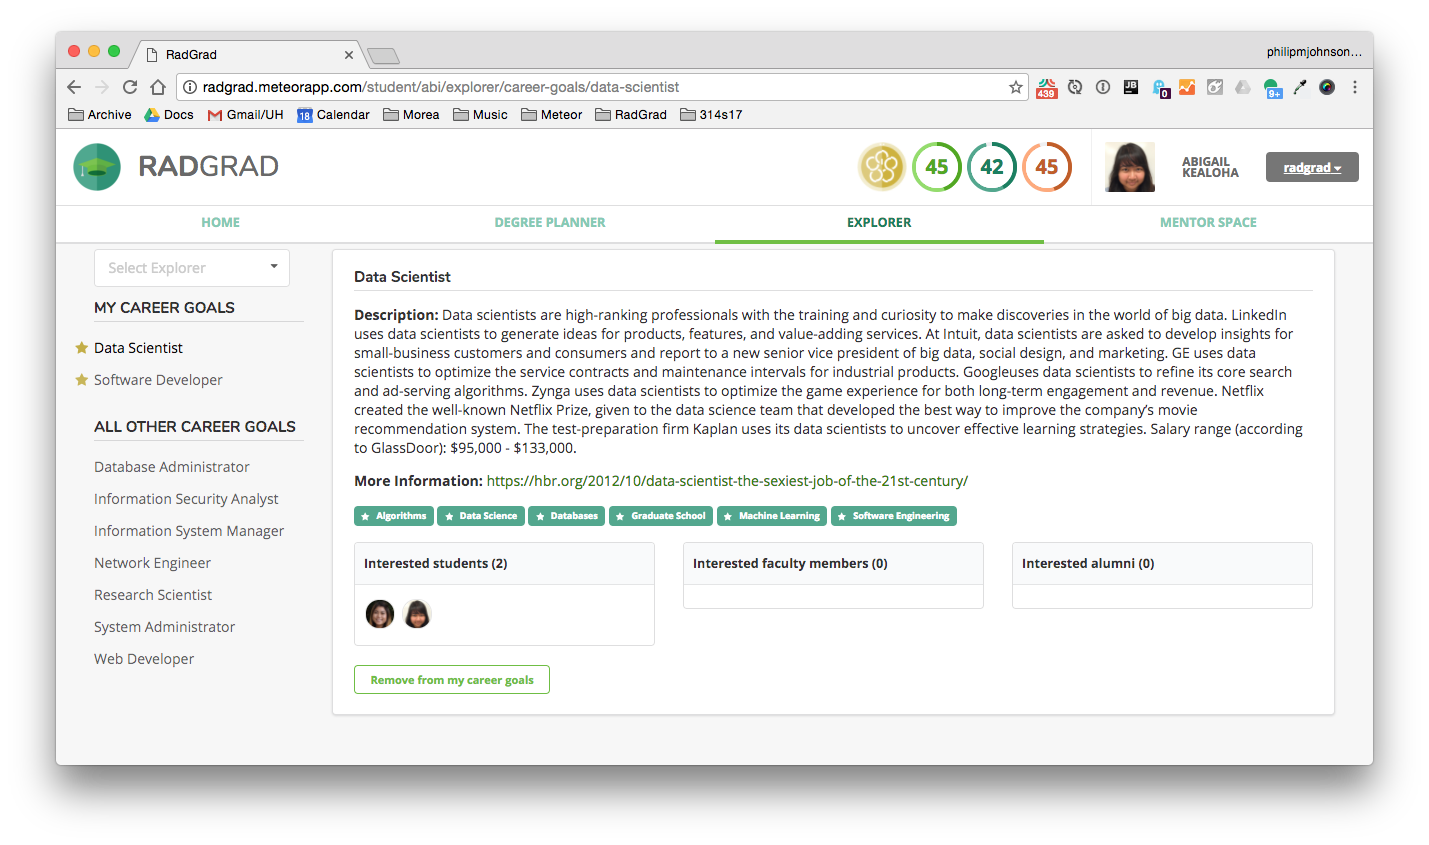 RadGrad
philipmjohnson...
radgrad.meteorapp.com/student/abi/explorer/career-goals/data-scientist
439
JB
0
9+
Archive
Docs
Gmail/UH
18
Calendar
Morea
Music
Meteor
RadGrad
314s17
RADGRAD
45
42
45
ABIGAIL
KEALOHA
radgrad
HOME
DEGREE PLANNER
EXPLORER
MENTOR SPACE
Select Explorer
MY CAREER GOALS
Data Scientist
Software Developer
ALL OTHER CAREER GOALS
Database Administrator
Information Security Analyst
Information System Manager
Network Engineer
Research Scientist
System Administrator
Web Developer
Data Scientist
Description: Data scientists are high-ranking professionals with the training and curiosity to make discoveries in the world of big data. LinkedIn
uses data scientists to generate ideas for products, features, and value-adding services. At Intuit, data scientists are asked to develop insights for
small-business customers and consumers and report to a new senior vice president of big data, social design, and marketing. GE uses data
scientists to optimize the service contracts and maintenance intervals for industrial products. Googleuses data scientists to refine its core search
and ad-serving algorithms. Zynga uses data scientists to optimize the game experience for both long-term engagement and revenue. Netflix
created the well-known Netflix Prize, given to the data science team that developed the best way to improve the company's movie
recommendation system. The test-preparation firm Kaplan uses its data scientists to uncover effective learning strategies. Salary range (according
to GlassDoor): $95,000 - $133,000.
More Information: https://hbr.org/2012/10/data-scientist-the-sexiest-job-of-the-21st-century/
Algorithms
Data Science
Databases
Graduate School
Machine Learning
Software Engineering
Interested students (2)
Interested faculty members (0)
Interested alumni (0)
Remove from my career goals